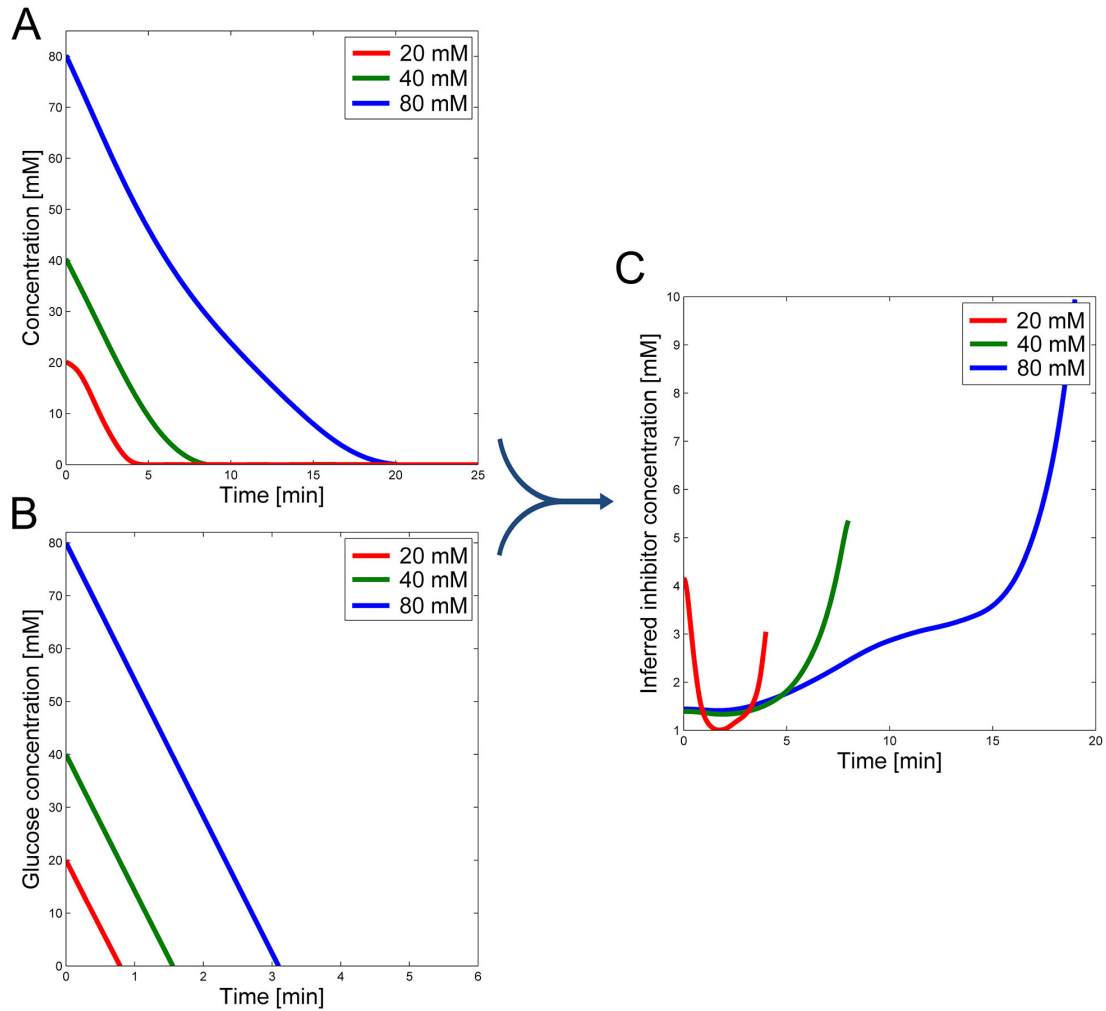 A
20 mM
40 mM
80 mM
80
70
60
50
40
30
20
10
0
Concentration [mM]
0 5 10 15 20 25
Time [min]
B
20 mM
40 mM
80 mM
80
70
60
50
40
30
20
10
0
Glucose concentration [mM]
0 1 2 3 4 5 6
Time [min]
C
20 mM
40 mM
80 mM
10
9
8
7
6
5
4
3
2
1
Inferred inhibitor concentration [mM]
0 5 10 15 20
Time [min]